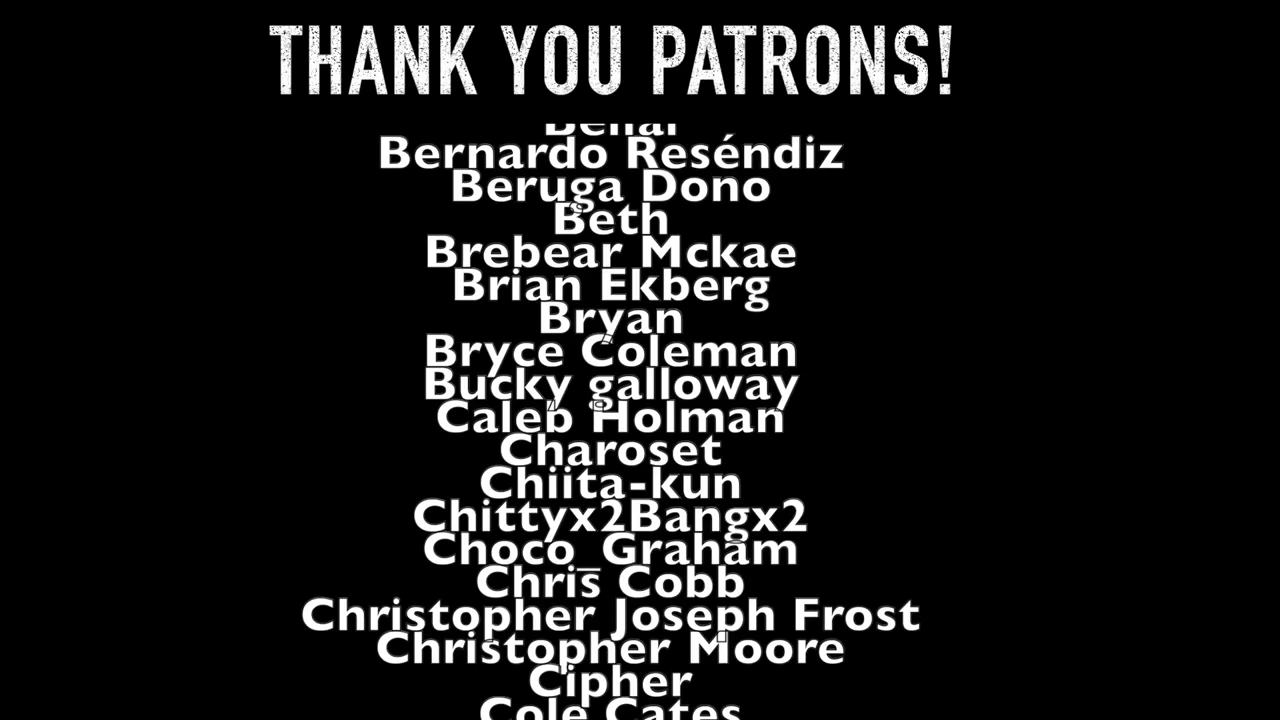 THANK YOU PATRONS!
Bernardo Reséndiz
Beruga Dono
Beth
Brebear Mckae
Brian Ekberg
Bryan
Bryce Coleman
Bucky galloway
Caleb Holman
Charoset
Chiita-kun
Chittyx2Bangx2
Choco_Graham
Chris Cobb
Christopher Joseph Frost
Christopher Moore
Cipher
Cole Cates